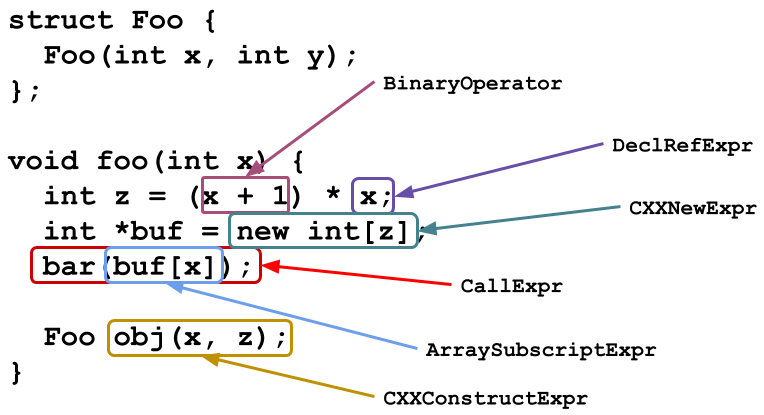 struct Foo {
  Foo(int x, int y);
};
BinaryOperator
void foo(int x) {
DeclRefExpr
  int z = (x + 1) * x;
CXXNewExpr
  int *buf = new int[z];
  bar(buf[x]);
CallExpr
  Foo obj(x, z);
ArraySubscriptExpr
}
CXXConstructExpr